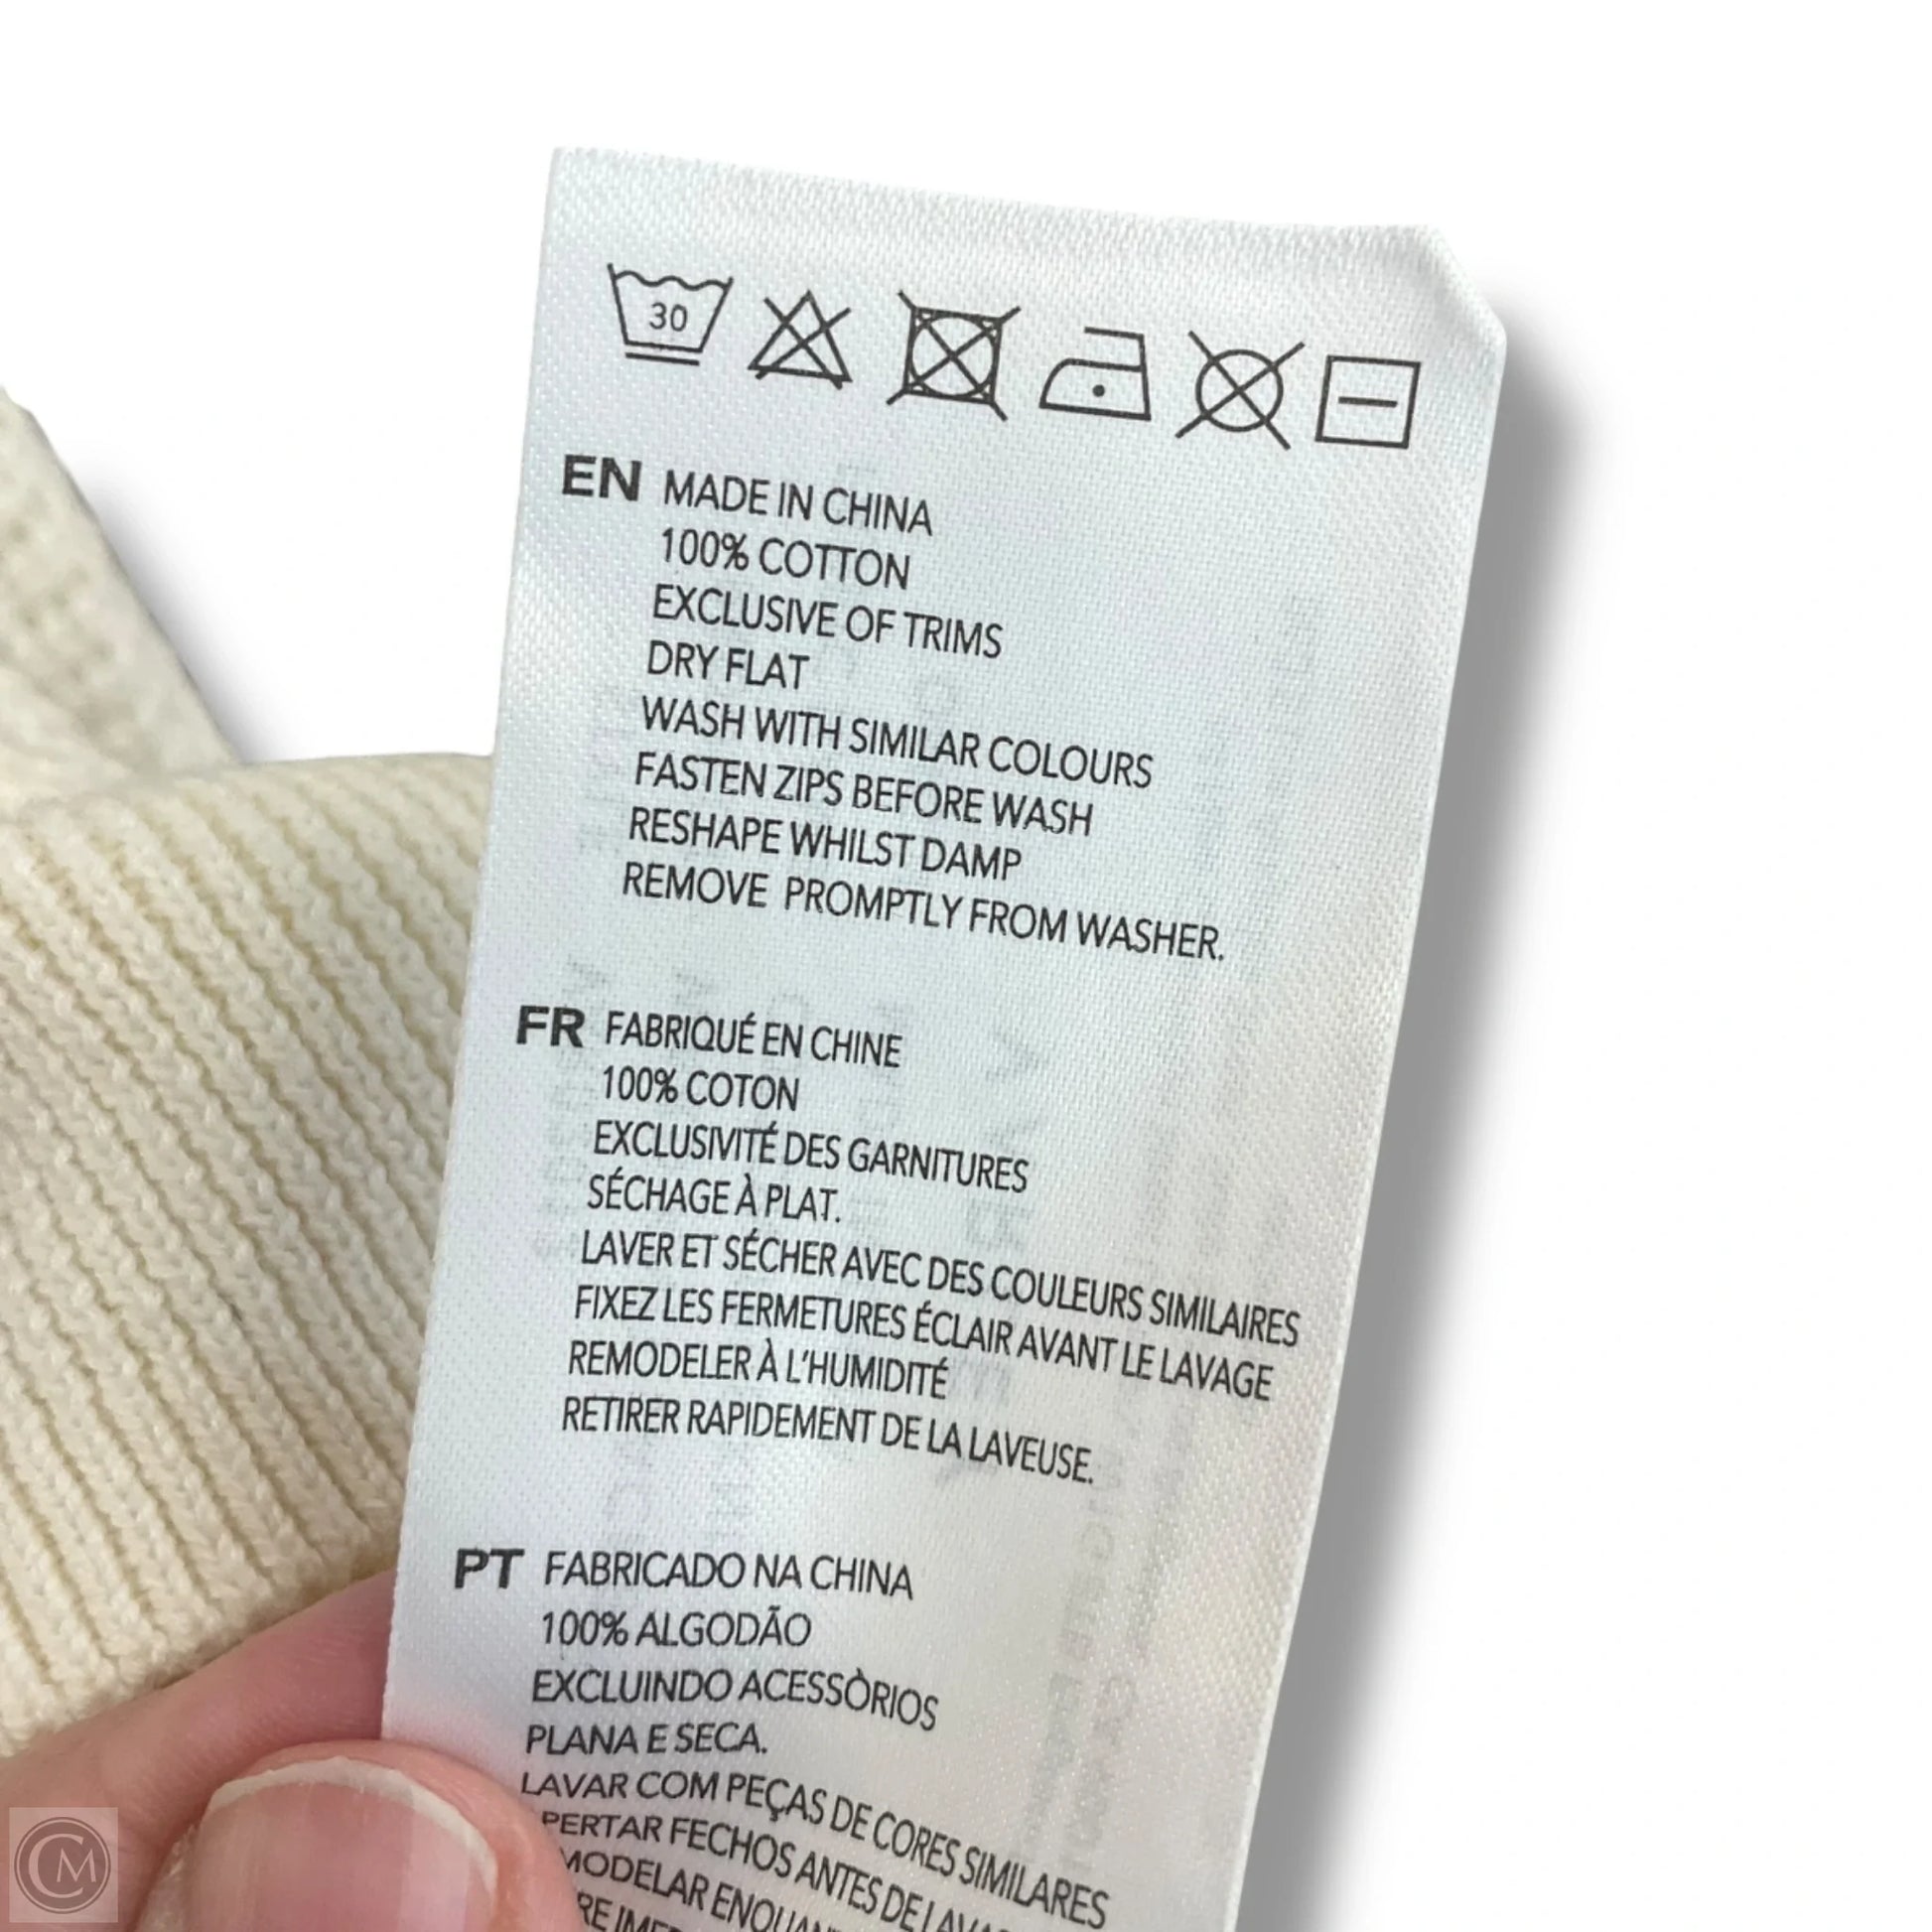 30
EN MADE IN CHINA
100% COTTON
EXCLUSIVE OF TRIMS
DRY FLAT
WASH WITH SIMILAR COLOURS
FASTEN ZIPS BEFORE WASH
RESHAPE WHILST DAMP
REMOVE PROMPTLY FROM WASHER.
FR FABRIQUÉ EN CHINE
100% COTON
EXCLUSIVITÉ DES GARNITURES
SÉCHAGE À PLAT.
LAVER ET SÉCHER AVEC DES COULEURS SIMILAIRES
FIXEZ LES FERMETURES ÉCLAIR AVANT LE LAVAGE
REMODELER À L'HUMIDITÉ
RETIRER RAPIDEMENT DE LA LAVEUSE.
PT FABRICADO NA CHINA
100% ALGODÃO
EXCLUINDO ACESSÒRIOS
PLANA E SECA.
LAVAR COM PEÇAS DE CORES SIMILARES
PERTAR FECHOS ANTES DE
MODELAR
CM